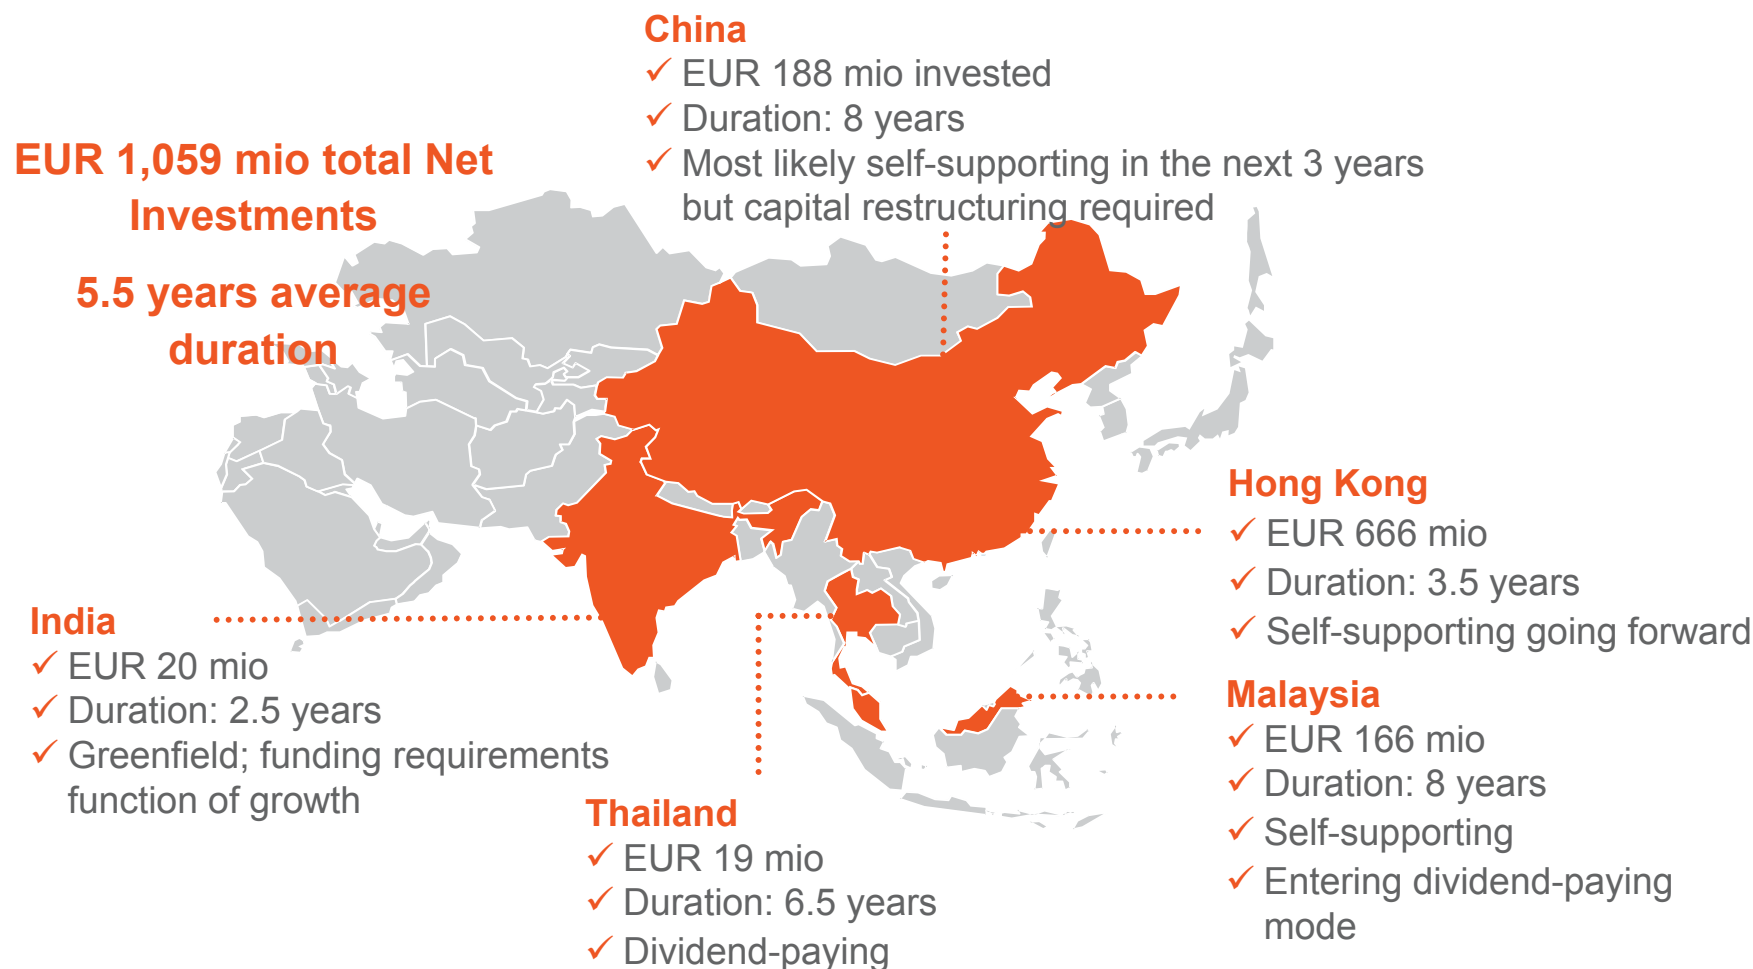 China
✓ EUR 188 mio invested
✓ Duration: 8 years
✓ Most likely self-supporting in the next 3 years
but capital restructuring required
EUR 1,059 mio total Net
Investments
5.5 years average
duration
Hong Kong
✓ EUR 666 mio
✓ Duration: 3.5 years
✓ Self-supporting going forward
India
✓ EUR 20 mio
✓ Duration: 2.5 years
✓ Greenfield; funding requirements
function of growth
Malaysia
✓ EUR 166 mio
✓ Duration: 8 years
✓ Self-supporting
✓ Entering dividend-paying
mode
Thailand
✓ EUR 19 mio
✓ Duration: 6.5 years
✓ Dividend-paying